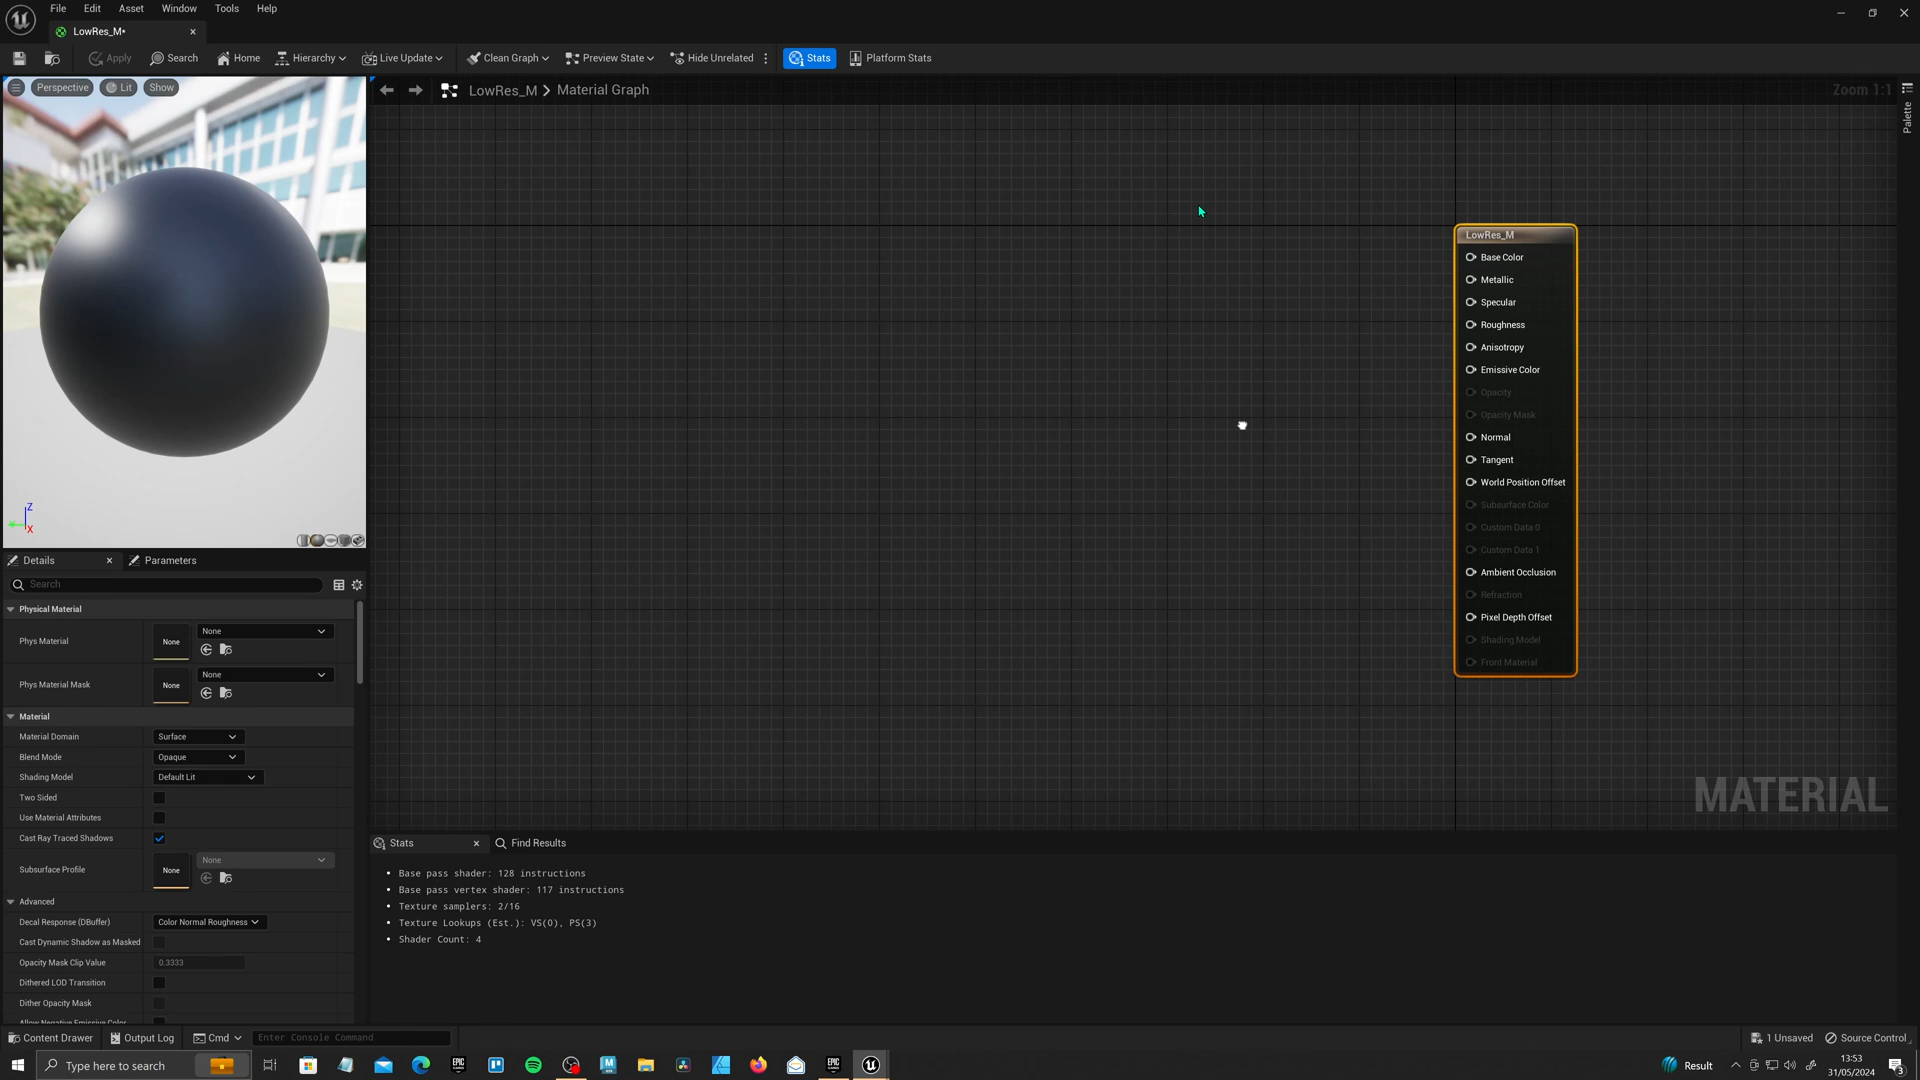 File Edit Asset Window Tools Help
LowRes_M*
Apply Search Home Hierarchy Live Update Clean Graph Preview State Hide Unrelated Stats Platform Stats
Perspective Lit Show
LowRes_M > Material Graph
Zoom 1:1
Palette
LowRes_M
Base Color
Metallic
Specular
Roughness
Anisotropy
Emissive Color
Opacity
Opacity Mask
Normal
Tangent
World Position Offset
Subsurface Color
Custom Data 0
Custom Data 1
Ambient Occlusion
Refraction
Pixel Depth Offset
Shading Model
Front Material
MATERIAL
Z
X
Details Parameters
Search
Physical Material
Phys Material None None
Phys Material Mask None None
Material
Material Domain Surface
Blend Mode Opaque
Shading Model Default Lit
Two Sided
Use Material Attributes
Cast Ray Traced Shadows
Subsurface Profile None None
Advanced
Decal Response (DBuffer) Color Normal Roughness
Cast Dynamic Shadow as Masked
Opacity Mask Clip Value 0.3333
Dithered LOD Transition
Dither Opacity Mask
Allow Negative Emissive Color
Stats Find Results
Base pass shader: 128 instructions
Base pass vertex shader: 117 instructions
Texture samplers: 2/16
Texture Lookups (Est.): VS(0), PS(3)
Shader Count: 4
Content Drawer Output Log Cmd Enter Console Command
1 Unsaved Source Control
Type here to search
Result
13:53
31/05/2024
3